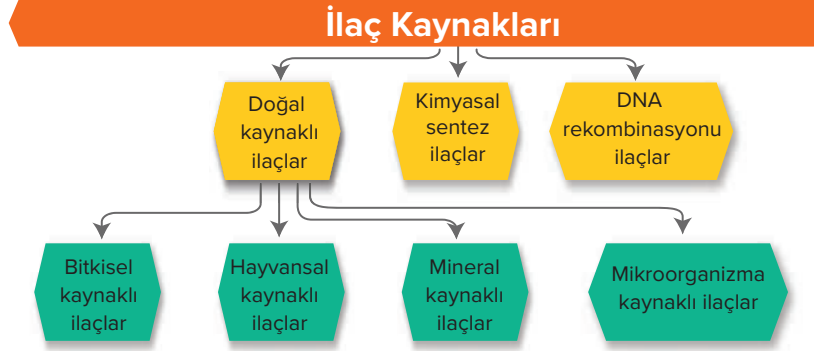 İlaç Kaynakları
Doğal
kaynaklı
ilaçlar
Kimyasal
sentez
ilaçlar
DNA
rekombinasyonu
ilaçlar
Bitkisel
kaynaklı
ilaçlar
Hayvansal
kaynaklı
ilaçlar
Mineral
kaynaklı
ilaçlar
Mikroorganizma
kaynaklı ilaçlar